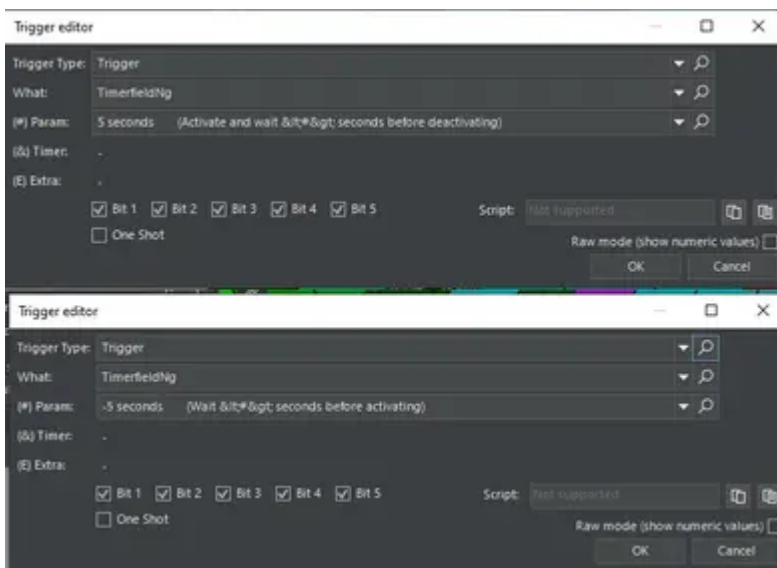 Trigger editor
Trigger Type: Trigger
What: TimerfieldNg
(#) Param: 5 seconds (Activate and wait &lt;#&gt; seconds before deactivating)
(&) Timer: -
(E) Extra: -
Bit 1 Bit 2 Bit 3 Bit 4 Bit 5 Script: Not supported
One Shot
Raw mode (show numeric values)
OK Cancel
Trigger editor
Trigger Type: Trigger
What: TimerfieldNg
(#) Param: -5 seconds (Wait &lt;#&gt; seconds before activating)
(&) Timer: -
(E) Extra: -
Bit 1 Bit 2 Bit 3 Bit 4 Bit 5 Script: Not supported
One Shot
Raw mode (show numeric values)
OK Cancel